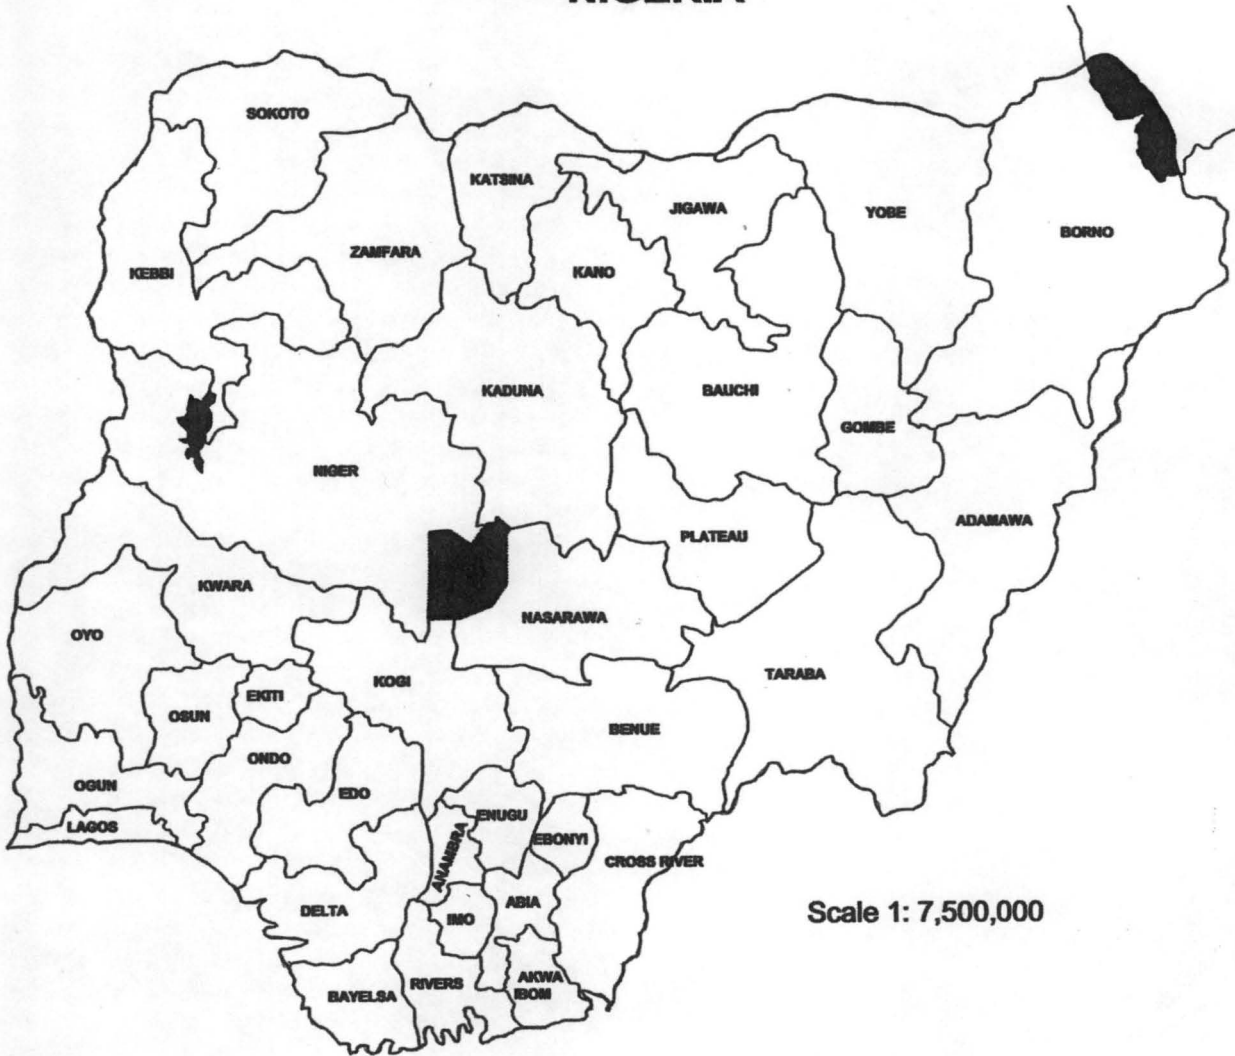 NIGERIA
SOKOTO
KATSINA
JIGAWA
YOBE
BORNO
ZAMFARA
KEBBI
KANO
KADUNA
BAUCHI
GOMBE
NIGER
ADAMAWA
PLATEAU
KWARA
NASARAWA
OYO
TARABA
KOGI
EKITI
OSUN
BENUE
ONDO
OGUN
EDO
ENUGU
LAGOS
EBONYI
ANAMBRA
CROSS RIVER
ABIA
DELTA
IMO
Scale 1: 7,500,000
AKWA
IBOM
RIVERS
BAYELSA